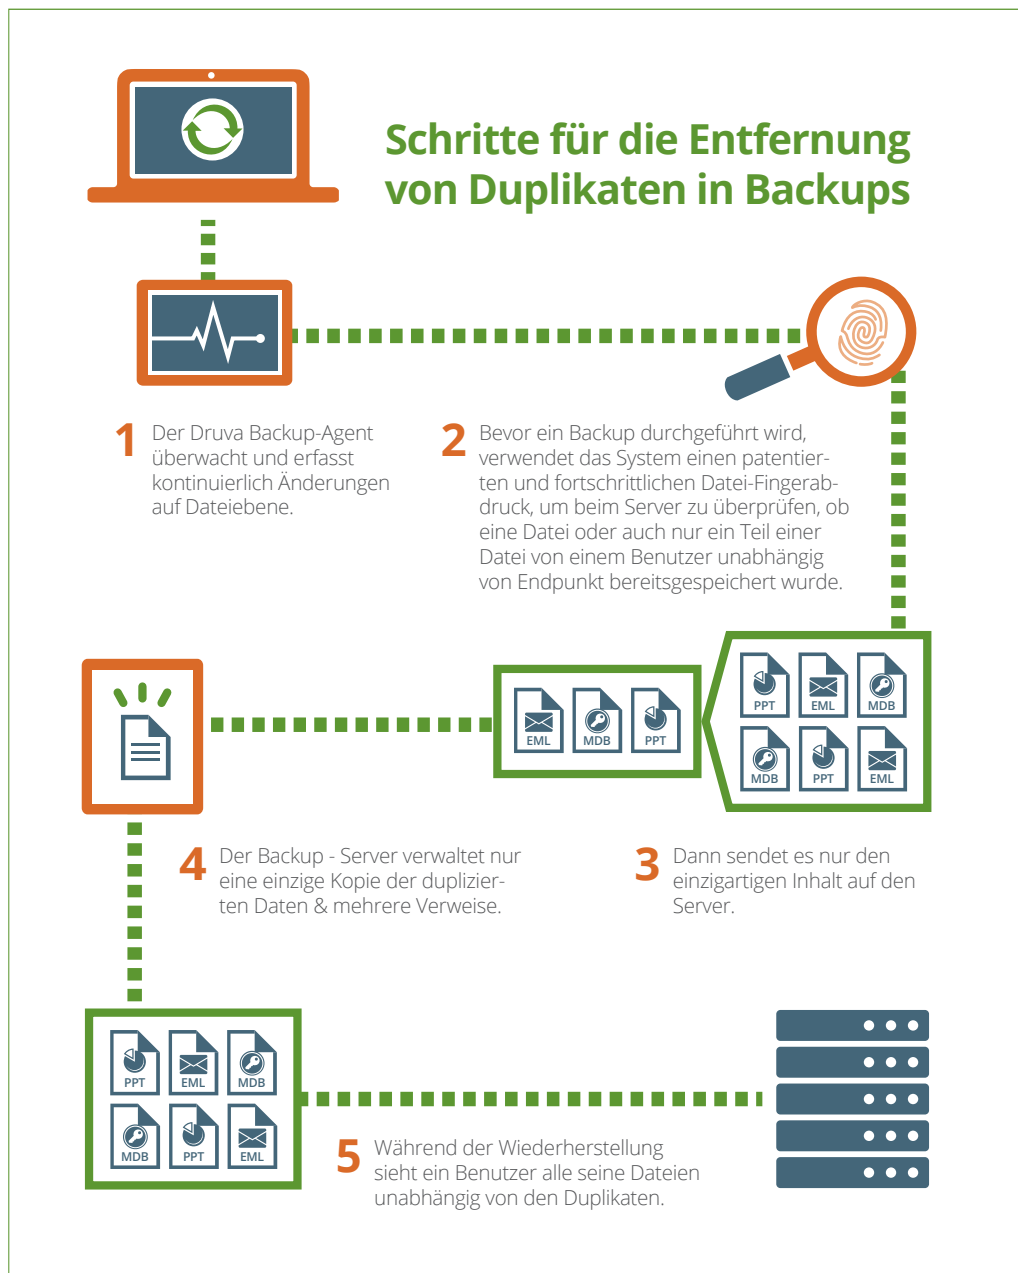 Schritte für die Entfernung
von Duplikaten in Backups
1
Der Druva Backup-Agent
überwacht und erfasst
kontinuierlich Änderungen
auf Dateiebene.
2
Bevor ein Backup durchgeführt wird,
verwendet das System einen patentier-
ten und fortschrittlichen Datei-Fingerab-
druck, um beim Server zu überprüfen, ob
eine Datei oder auch nur ein Teil einer
Datei von einem Benutzer unabhängig
von Endpunkt bereitsgespeichert wurde.
PPT EML MDB
MDB PPT EML
EML MDB PPT
3
Dann sendet es nur den
einzigartigen Inhalt auf den
Server.
4
Der Backup - Server verwaltet nur
eine einzige Kopie der duplizier-
ten Daten & mehrere Verweise.
PPT EML MDB
MDB PPT EML
5
Während der Wiederherstellung
sieht ein Benutzer alle seine Dateien
unabhängig von den Duplikaten.